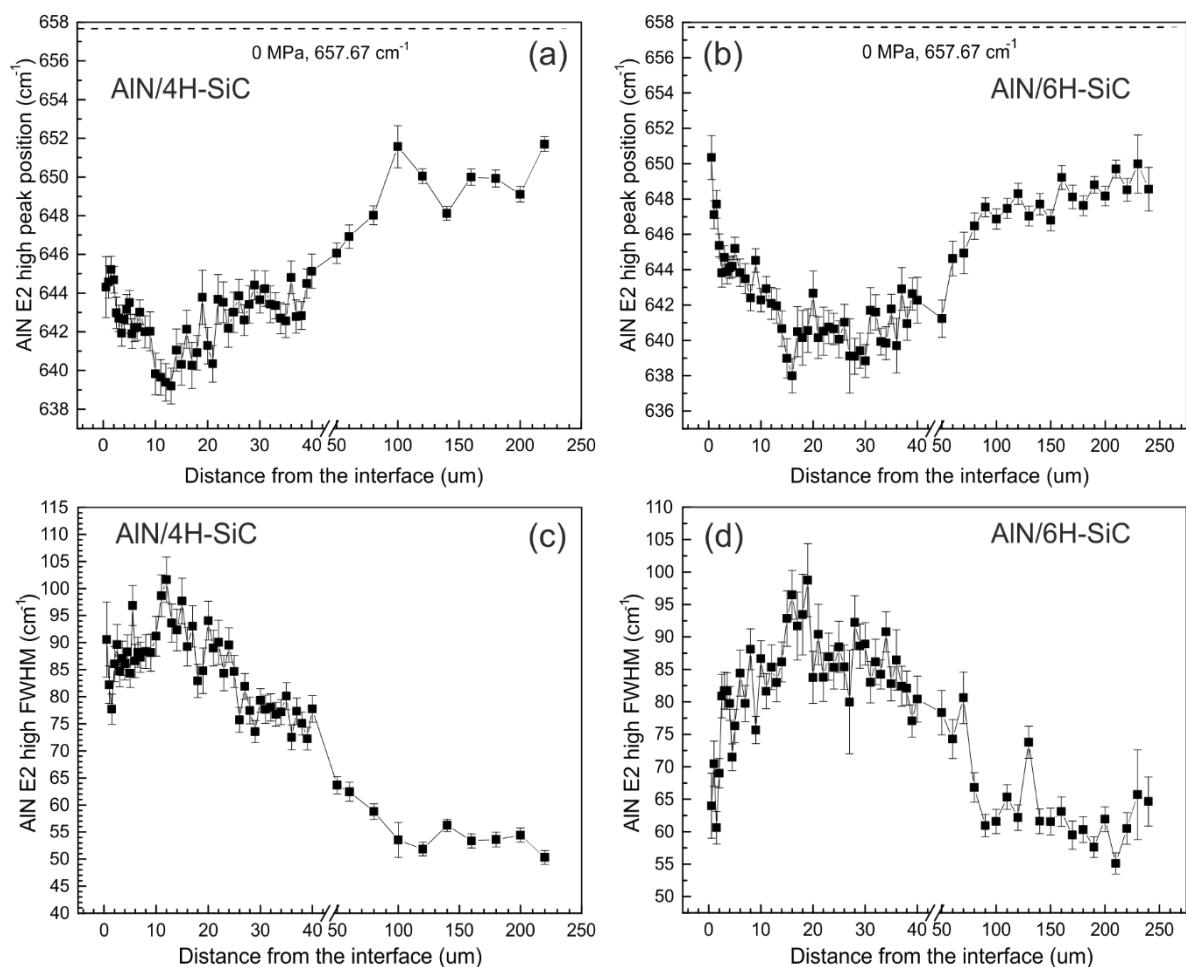 658
656
654
652
650
648
646
644
642
640
638
AlN E2 high peak position (cm⁻¹)
0 MPa, 657.67 cm⁻¹
(a)
AlN/4H-SiC
0 10 20 30 40 50 100 150 200 250
Distance from the interface (um)
658
656
654
652
650
648
646
644
642
640
638
636
AlN E2 high peak position (cm⁻¹)
0 MPa, 657.67 cm⁻¹
(b)
AlN/6H-SiC
0 10 20 30 40 50 100 150 200 250
Distance from the interface (um)
115
110
105
100
95
90
85
80
75
70
65
60
55
50
45
40
AlN E2 high FWHM (cm⁻¹)
AlN/4H-SiC
(c)
0 10 20 30 40 50 100 150 200 250
Distance from the interface (um)
110
105
100
95
90
85
80
75
70
65
60
55
50
AlN E2 high FWHM (cm⁻¹)
(d)
AlN/6H-SiC
0 10 20 30 40 50 100 150 200 250
Distance from the interface (um)